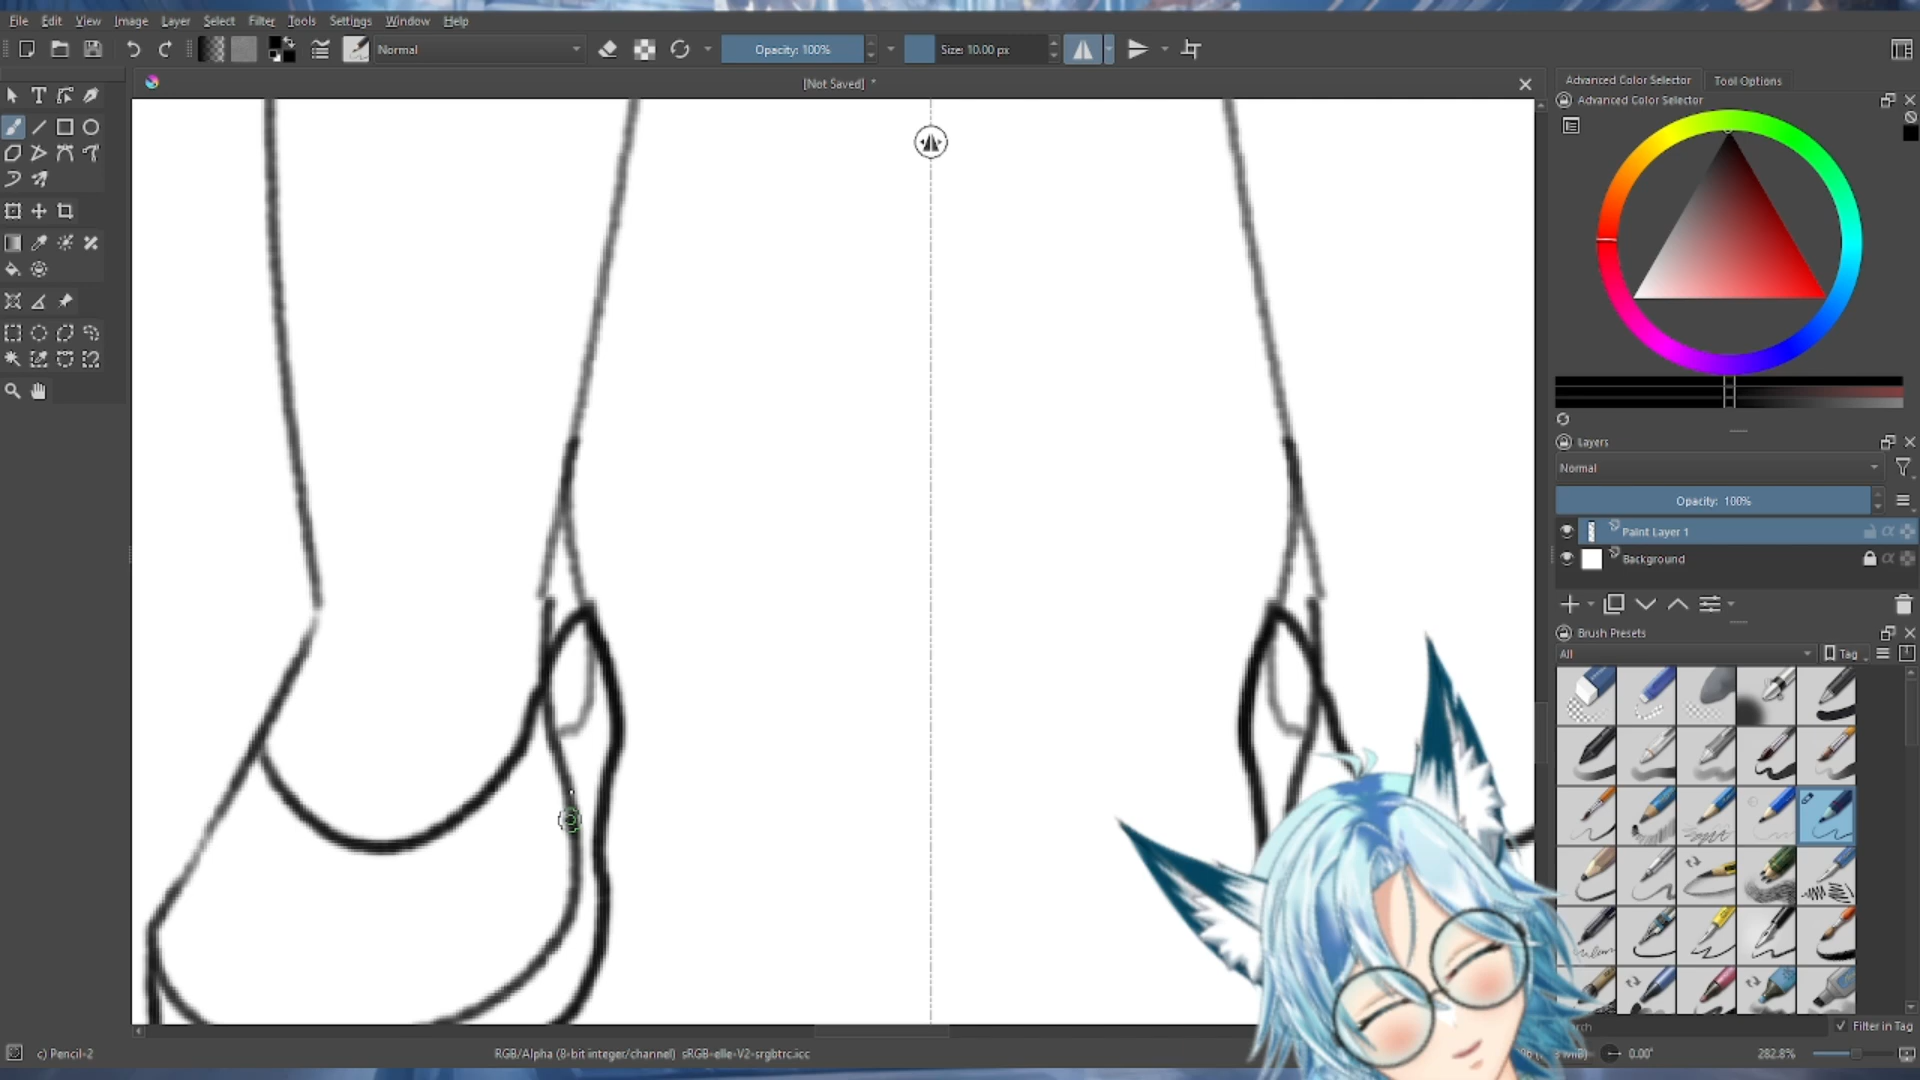 File Edit View Image Layer Select Filter Tools Settings Window Help
Normal Opacity: 100% Size: 10.00 px
[Not Saved] *
Advanced Color Selector Tool Options
Advanced Color Selector
Layers
Normal
Opacity: 100%
Paint Layer 1
Background
Brush Presets
All Tag
Filter in Tag
c) Pencil-2 RGB/Alpha (8-bit integer/channel) sRGB-elle-V2-srgbtrc.icc 0.00° 282.8%